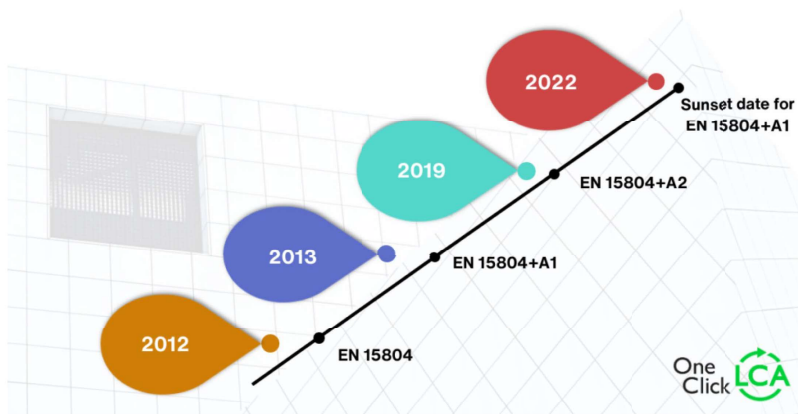 2022
Sunset date for
EN 15804+A1
2019
EN 15804+A2
2013
EN 15804+A1
2012
EN 15804
One
Click LCA